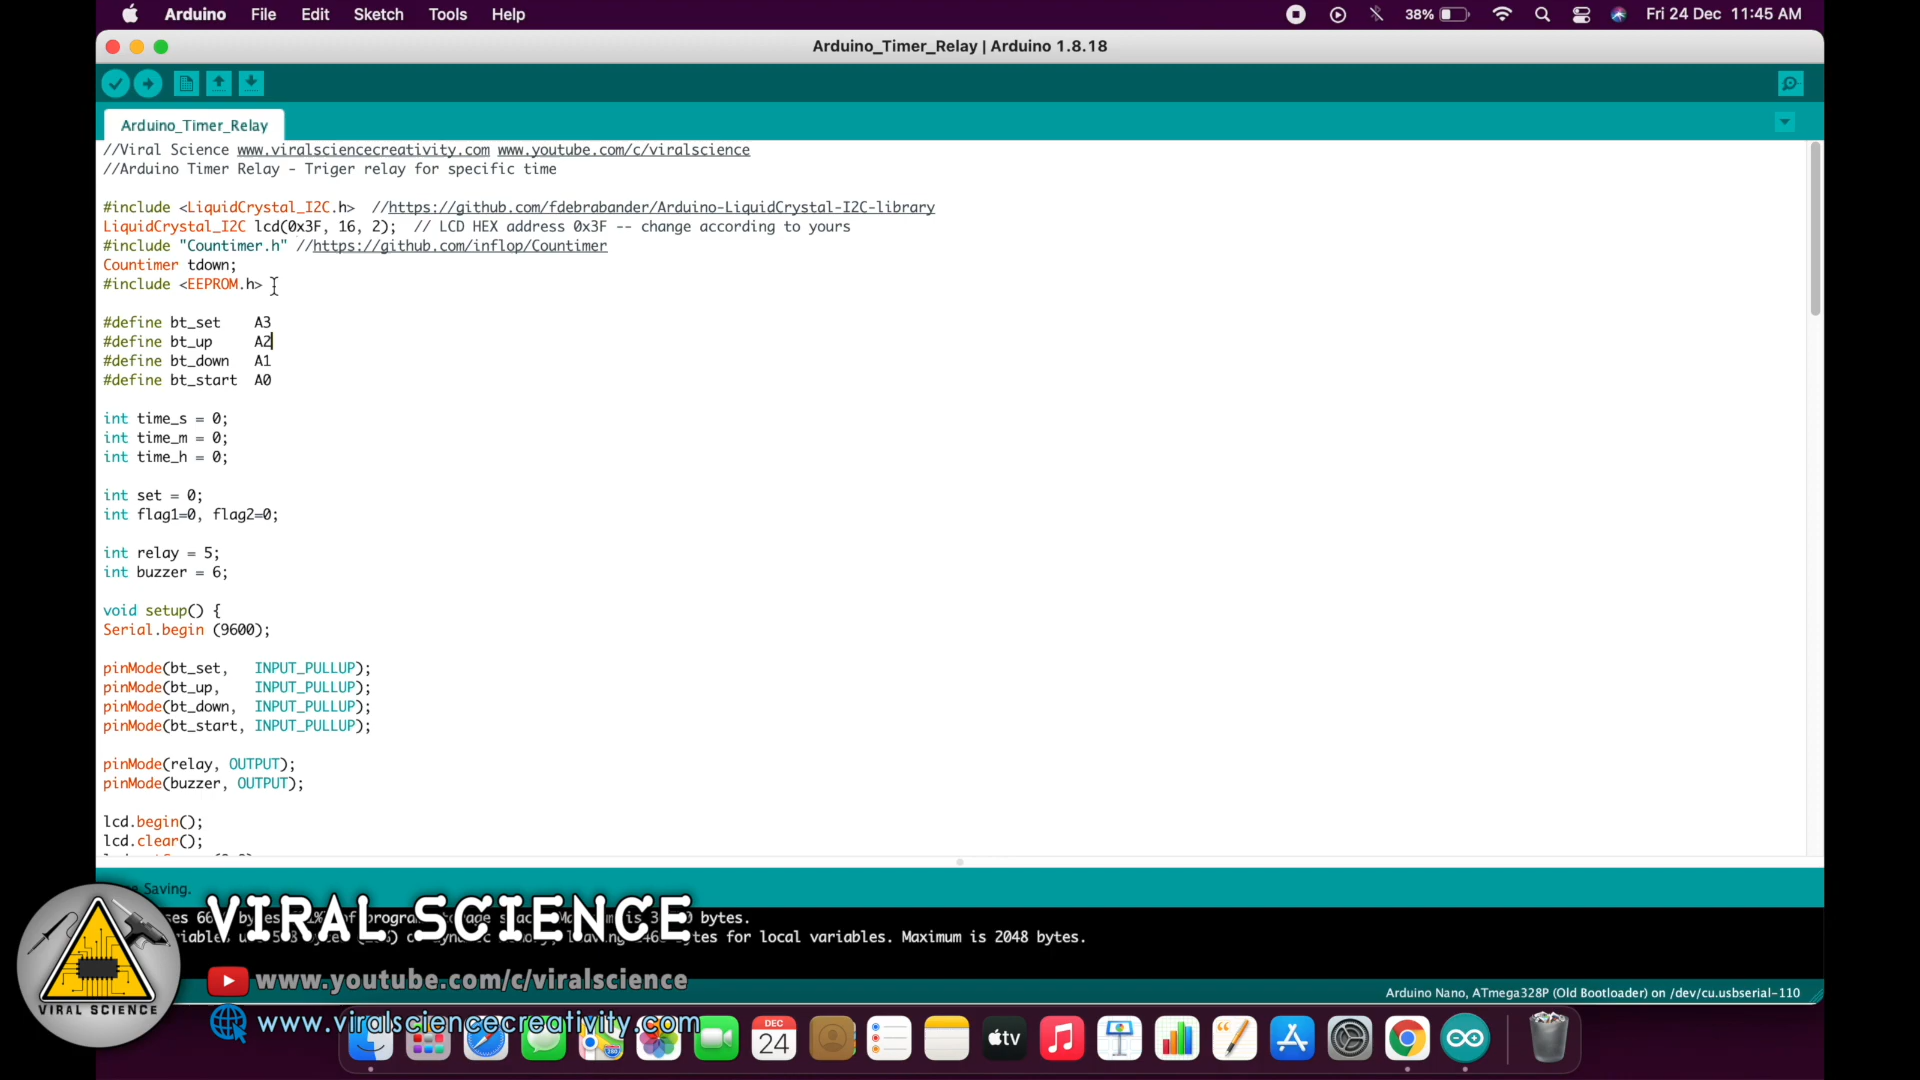 Arduino File Edit Sketch Tools Help 38% Fri 24 Dec 11:45 AM
Arduino_Timer_Relay | Arduino 1.8.18
Arduino_Timer_Relay
//Viral Science www.viralsciencecreativity.com www.youtube.com/c/viralscience
//Arduino Timer Relay - Triger relay for specific time
#include <LiquidCrystal_I2C.h>  //https://github.com/fdebrabander/Arduino-LiquidCrystal-I2C-library
LiquidCrystal_I2C lcd(0x3F, 16, 2);  // LCD HEX address 0x3F -- change according to yours
#include "Countimer.h" //https://github.com/inflop/Countimer
Countimer tdown;
#include <EEPROM.h>
#define bt_set    A3
#define bt_up     A2
#define bt_down   A1
#define bt_start  A0
int time_s = 0;
int time_m = 0;
int time_h = 0;
int set = 0;
int flag1=0, flag2=0;
int relay = 5;
int buzzer = 6;
void setup() {
Serial.begin (9600);
pinMode(bt_set,   INPUT_PULLUP);
pinMode(bt_up,    INPUT_PULLUP);
pinMode(bt_down,  INPUT_PULLUP);
pinMode(bt_start, INPUT_PULLUP);
pinMode(relay, OUTPUT);
pinMode(buzzer, OUTPUT);
lcd.begin();
lcd.clear();
Saving.
bytes.
for local variables. Maximum is 2048 bytes.
VIRAL SCIENCE
www.youtube.com/c/viralscience
Arduino Nano, ATmega328P (Old Bootloader) on /dev/cu.usbserial-110
VIRAL SCIENCE
www.viralsciencecreativity.com
DEC
24
tv